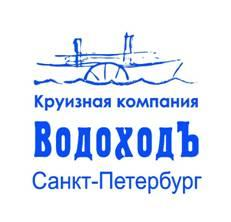 Круизная компания
ВодоходЪ
Санкт-Петербург